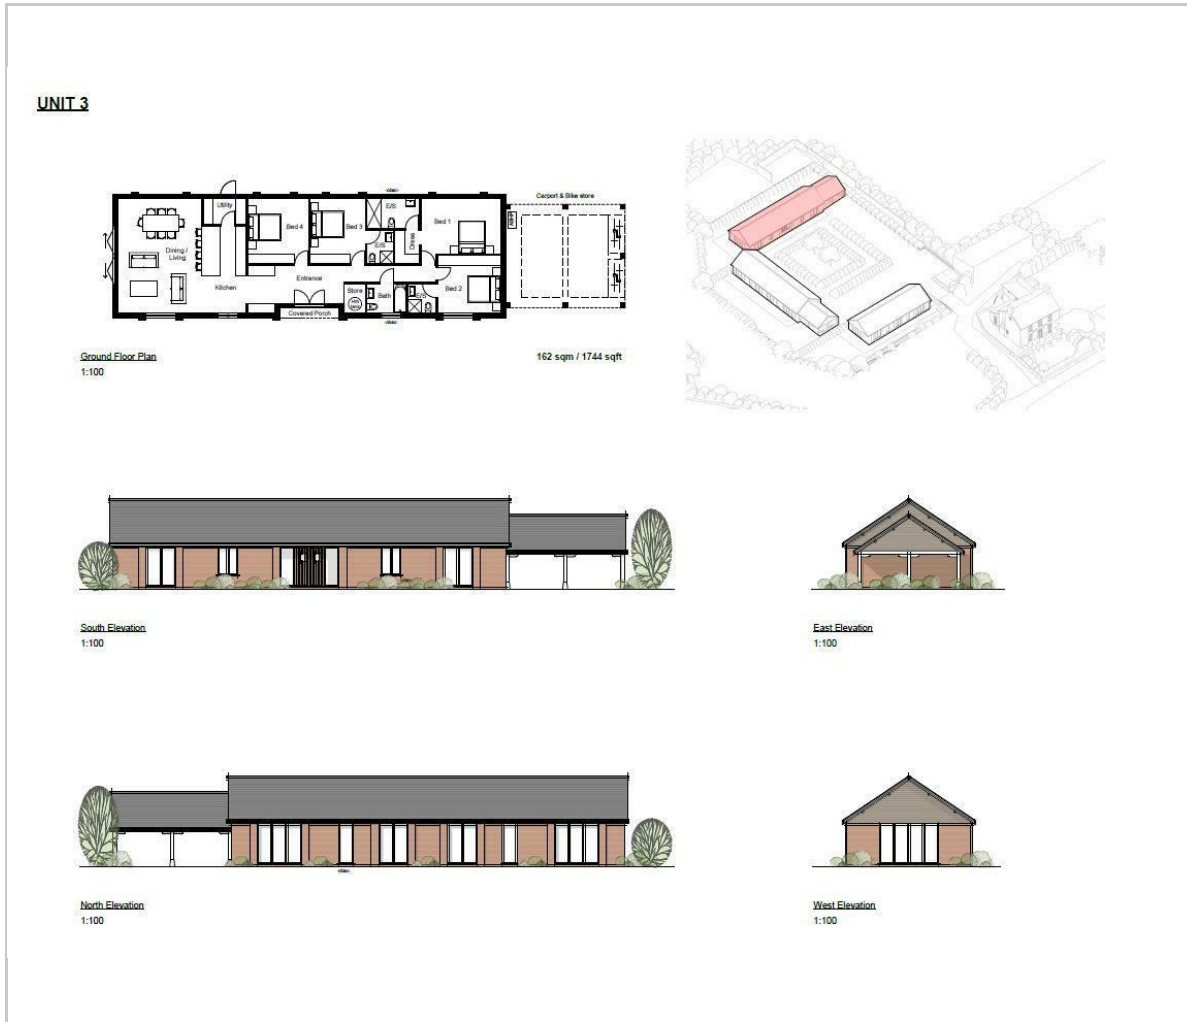 UNIT 3
Carport & Bike store
Utility
E/S
Bed 4
Bed 3
Bed 1
Dress
E/S
Dining /
Living
Entrance
Kitchen
Store
Bath
E/S
Bed 2
Covered Porch
Ground Floor Plan
1:100
162 sqm / 1744 sqft
South Elevation
1:100
East Elevation
1:100
North Elevation
1:100
West Elevation
1:100